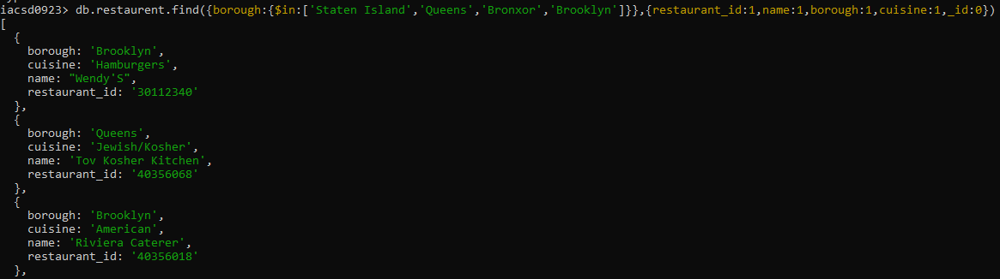 iacsd0923> db.restaurent.find({borough:{$in:['Staten Island','Queens','Bronxor','Brooklyn']}},{restaurant_id:1,name:1,borough:1,cuisine:1,_id:0})
[
  {
    borough: 'Brooklyn',
    cuisine: 'Hamburgers',
    name: "Wendy'S",
    restaurant_id: '30112340'
  },
  {
    borough: 'Queens',
    cuisine: 'Jewish/Kosher',
    name: 'Tov Kosher Kitchen',
    restaurant_id: '40356068'
  },
  {
    borough: 'Brooklyn',
    cuisine: 'American',
    name: 'Riviera Caterer',
    restaurant_id: '40356018'
  },